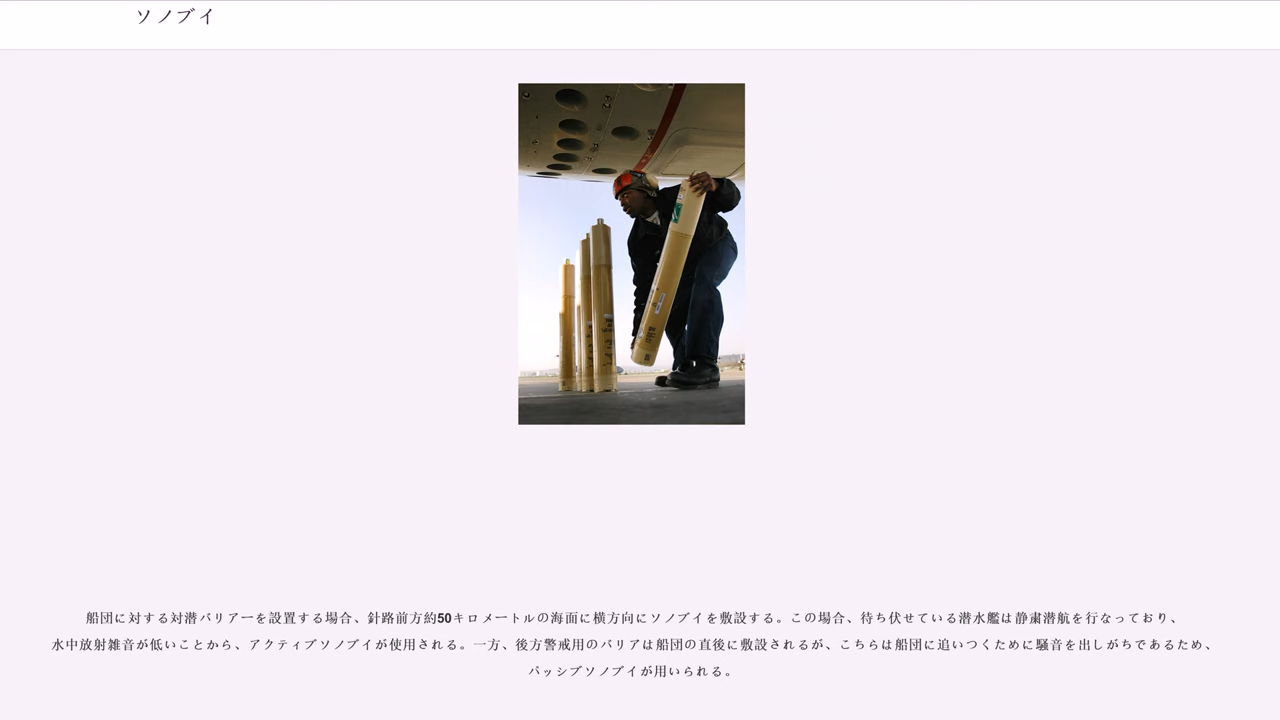 ソノブイ
船団に対する対潜バリアーを設置する場合、針路前方約50キロメートルの海面に横方向にソノブイを敷設する。この場合、待ち伏せている潜水艦は静粛潜航を行なっており、
水中放射雑音が低いことから、アクティブソノブイが使用される。一方、後方警戒用のバリアは船団の直後に敷設されるが、こちらは船団に追いつくために騒音を出しがちであるため、
パッシブソノブイが用いられる。